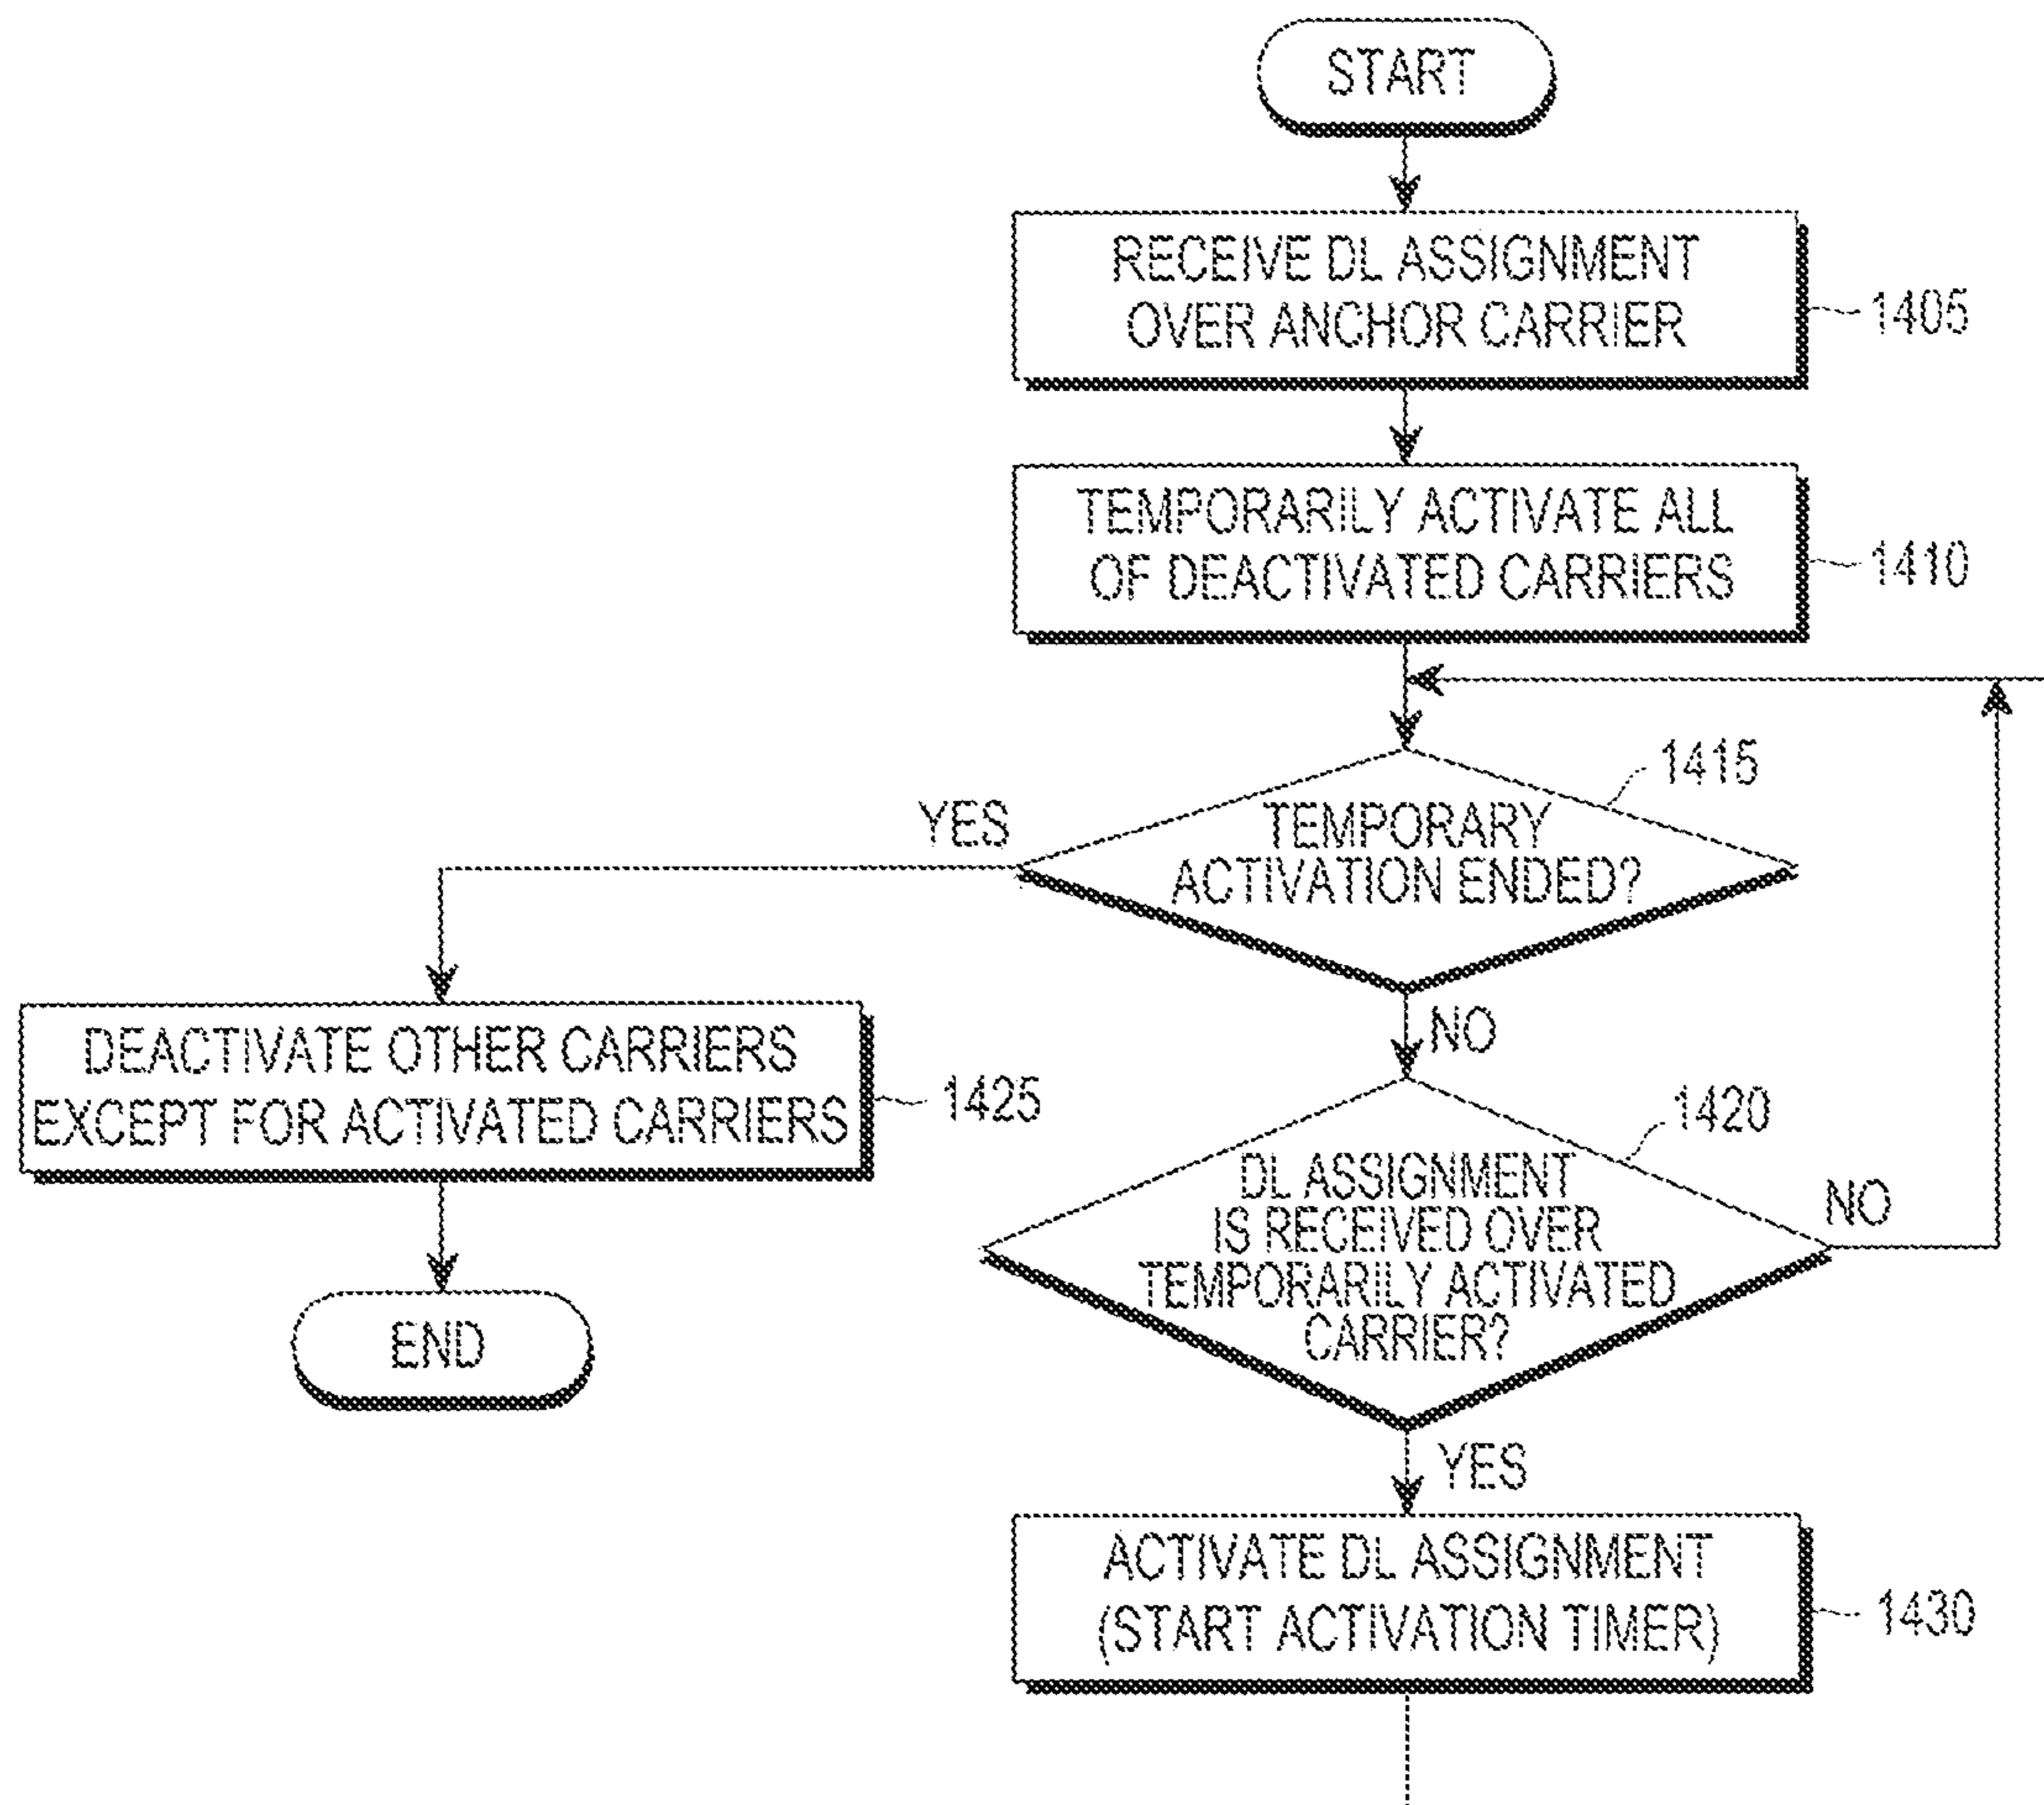 START
RECEIVE DL ASSIGNMENT
OVER ANCHOR CARRIER
1405
TEMPORARILY ACTIVATE ALL
OF DEACTIVATED CARRIERS
1410
1415
YES
TEMPORARY
ACTIVATION ENDED?
NO
DEACTIVATE OTHER CARRIERS
EXCEPT FOR ACTIVATED CARRIERS
1425
1420
DL ASSIGNMENT
IS RECEIVED OVER
TEMPORARILY ACTIVATED
CARRIER?
NO
END
YES
ACTIVATE DL ASSIGNMENT
(START ACTIVATION TIMER)
1430